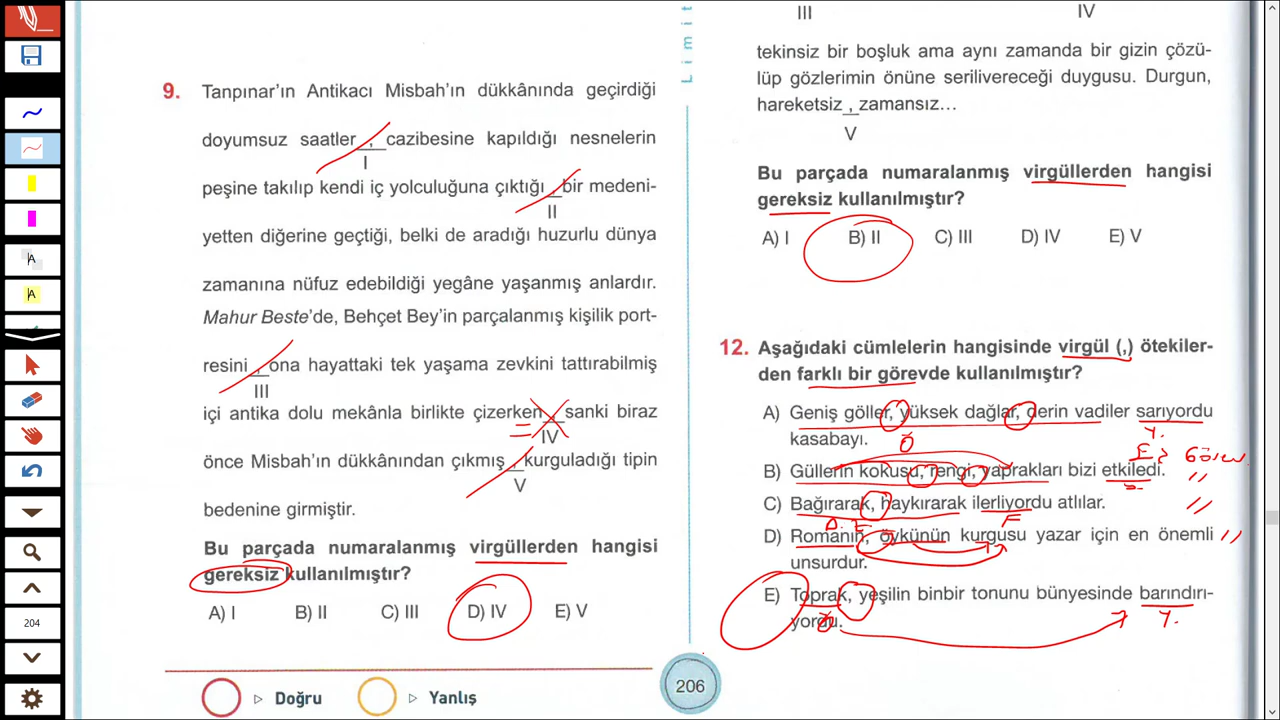 9. Tanpınar'ın Antikacı Misbah'ın dükkânında geçirdiği
doyumsuz saatler , cazibesine kapıldığı nesnelerin
I
peşine takılıp kendi iç yolculuğuna çıktığı , bir medeni-
II
yetten diğerine geçtiği, belki de aradığı huzurlu dünya
zamanına nüfuz edebildiği yegâne yaşanmış anlardır.
Mahur Beste'de, Behçet Bey'in parçalanmış kişilik port-
resini , ona hayattaki tek yaşama zevkini tattırabilmiş
III
içi antika dolu mekânla birlikte çizerken , sanki biraz
IV
önce Misbah'ın dükkânından çıkmış , kurguladığı tipin
V
bedenine girmiştir.
Bu parçada numaralanmış virgüllerden hangisi
gereksiz kullanılmıştır?
A) I B) II C) III D) IV E) V
Doğru Yanlış
Limit
206
III IV
tekinsiz bir boşluk ama aynı zamanda bir gizin çözü-
lüp gözlerimin önüne serilivereceği duygusu. Durgun,
hareketsiz , zamansız...
V
Bu parçada numaralanmış virgüllerden hangisi
gereksiz kullanılmıştır?
A) I B) II C) III D) IV E) V
12. Aşağıdaki cümlelerin hangisinde virgül (,) ötekiler-
den farklı bir görevde kullanılmıştır?
A) Geniş göller, yüksek dağlar, derin vadiler sarıyordu
kasabayı.
B) Güllerin kokusu, rengi, yaprakları bizi etkiledi.
C) Bağırarak, haykırarak ilerliyordu atlılar.
D) Romanın, öykünün kurgusu yazar için en önemli
unsurdur.
E) Toprak, yeşilin binbir tonunu bünyesinde barındırı-
yordu.
Y.
Ö
Y.
204
A
A